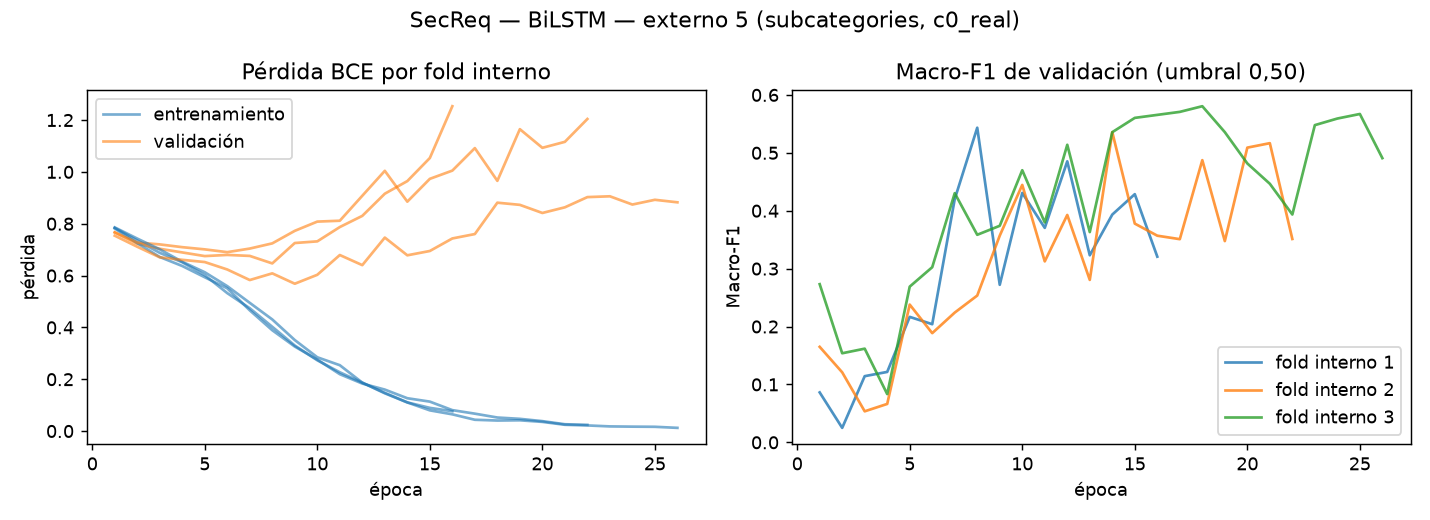 SecReq — BiLSTM — externo 5 (subcategories, c0_real)
Pérdida BCE por fold interno
entrenamiento
validación
pérdida
1.2
1.0
0.8
0.6
0.4
0.2
0.0
0
5
10
15
20
25
época
Macro-F1 de validación (umbral 0,50)
Macro-F1
0.6
0.5
0.4
0.3
0.2
0.1
0.0
fold interno 1
fold interno 2
fold interno 3
0
5
10
15
20
25
época